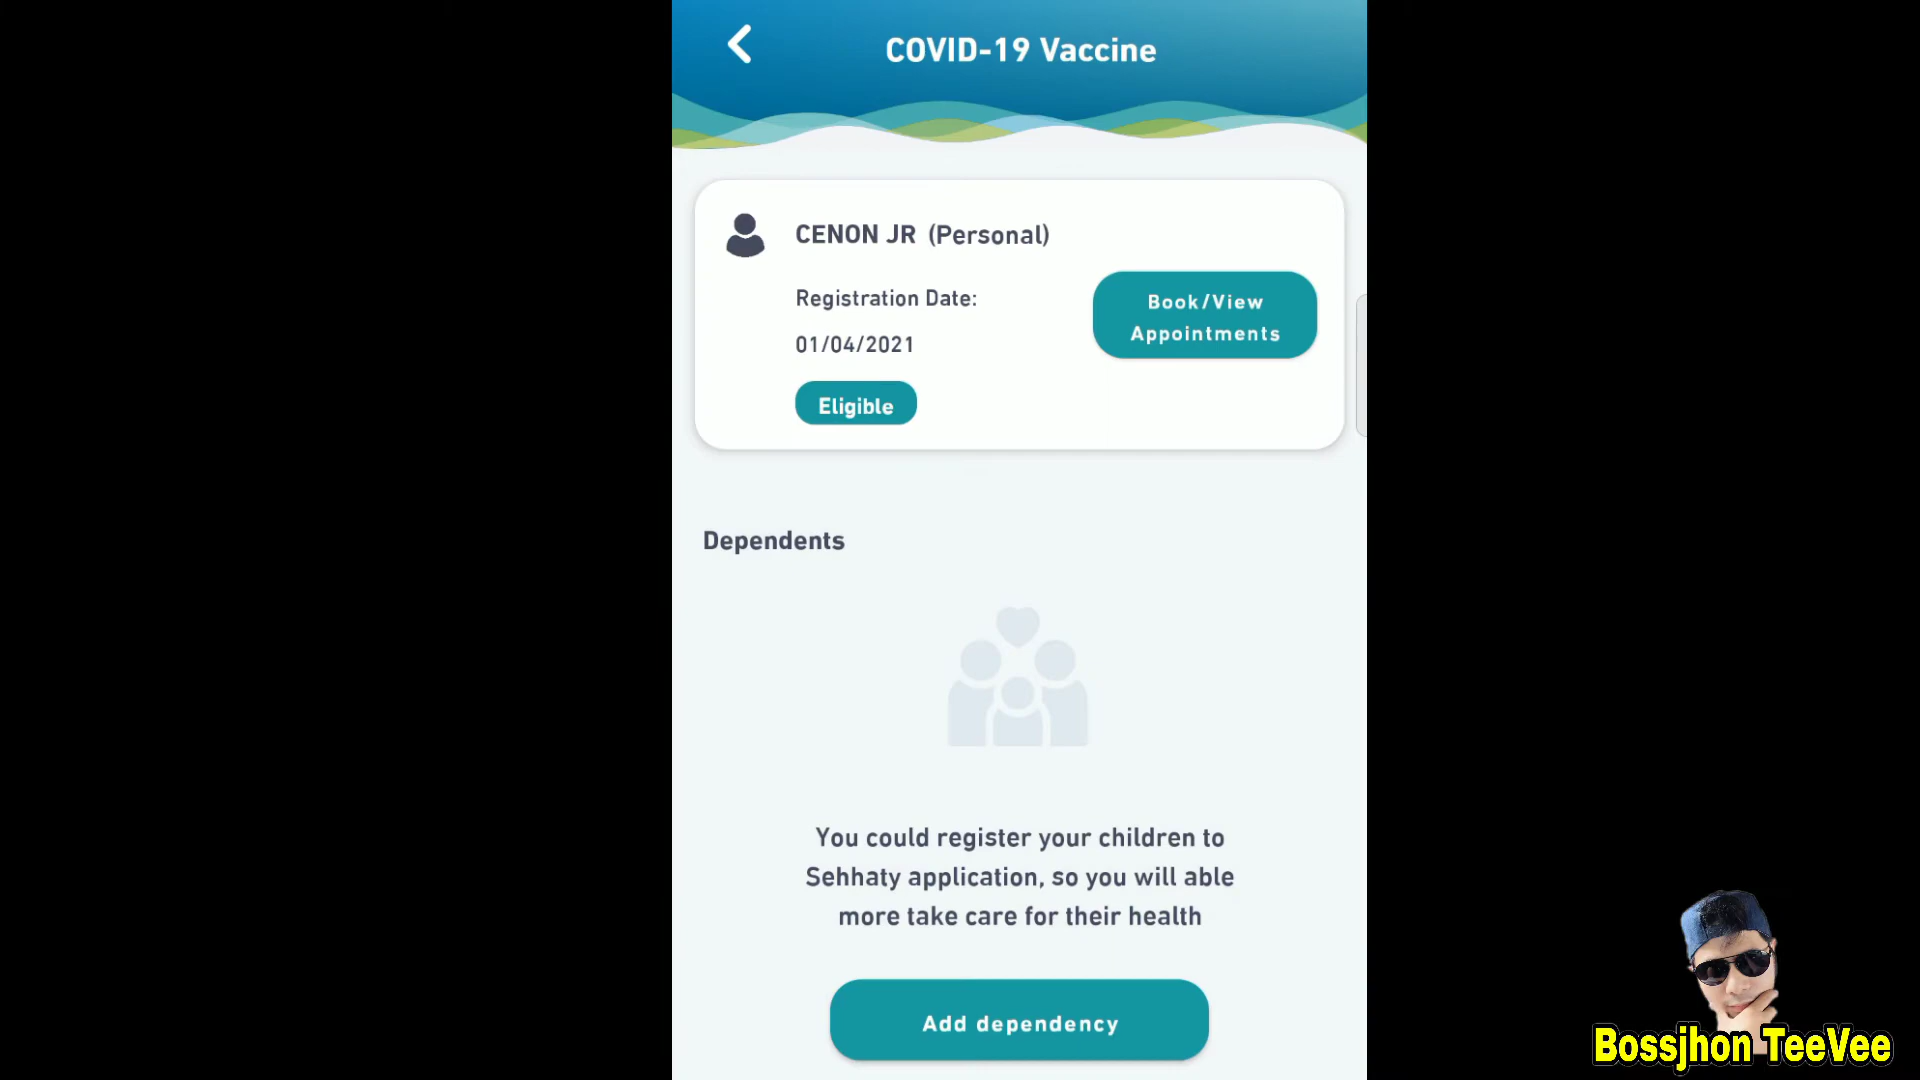 COVID-19 Vaccine
CENON JR (Personal)
Registration Date:
01/04/2021
Book/View
Appointments
Eligible
Dependents
You could register your children to
Sehhaty application, so you will able
more take care for their health
Add dependency
Bossjhon TeeVee